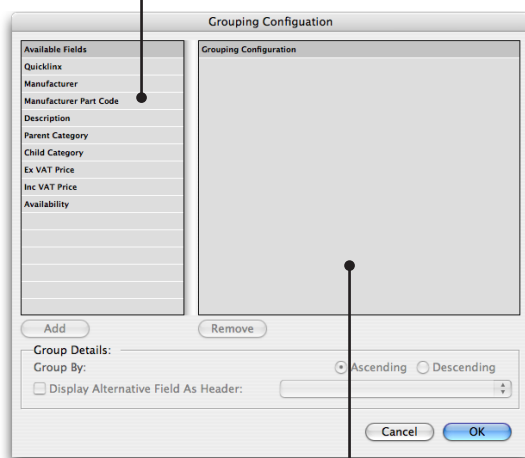 Grouping Configuation
Available Fields
Quicklinx
Manufacturer
Manufacturer Part Code
Description
Parent Category
Child Category
Ex VAT Price
Inc VAT Price
Availability
Grouping Configuration
Add
Remove
Group Details:
Group By:
Ascending
Descending
Display Alternative Field As Header:
Cancel
OK